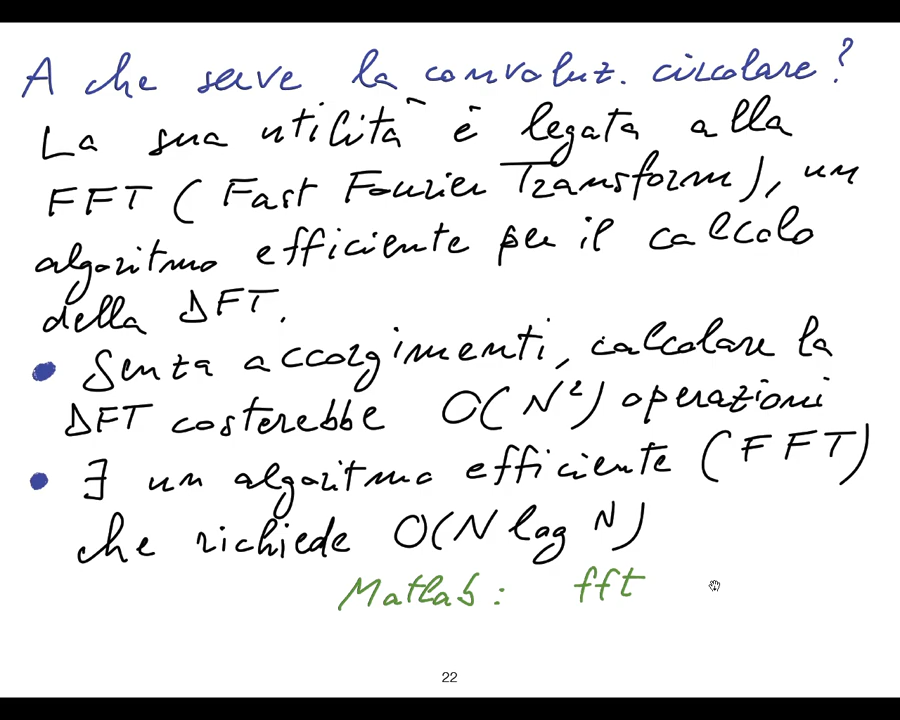 A che serve la convoluz. circolare?
La sua utilità è legata alla
FFT (Fast Fourier Transform), un
algoritmo efficiente per il calcolo
della DFT.
• Senza accorgimenti, calcolare la
DFT costerebbe O(N²) operazioni
• ∃ un algoritmo efficiente (FFT)
che richiede O(N log N)
Matlab: fft
22